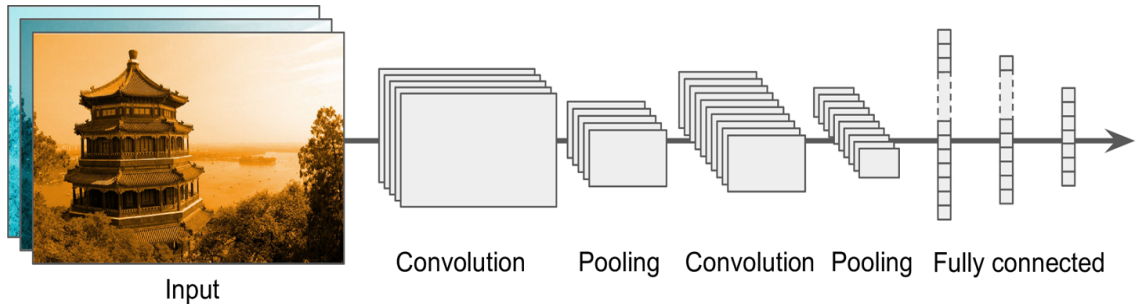 Convolution
Pooling
Convolution
Pooling
Fully connected
Input